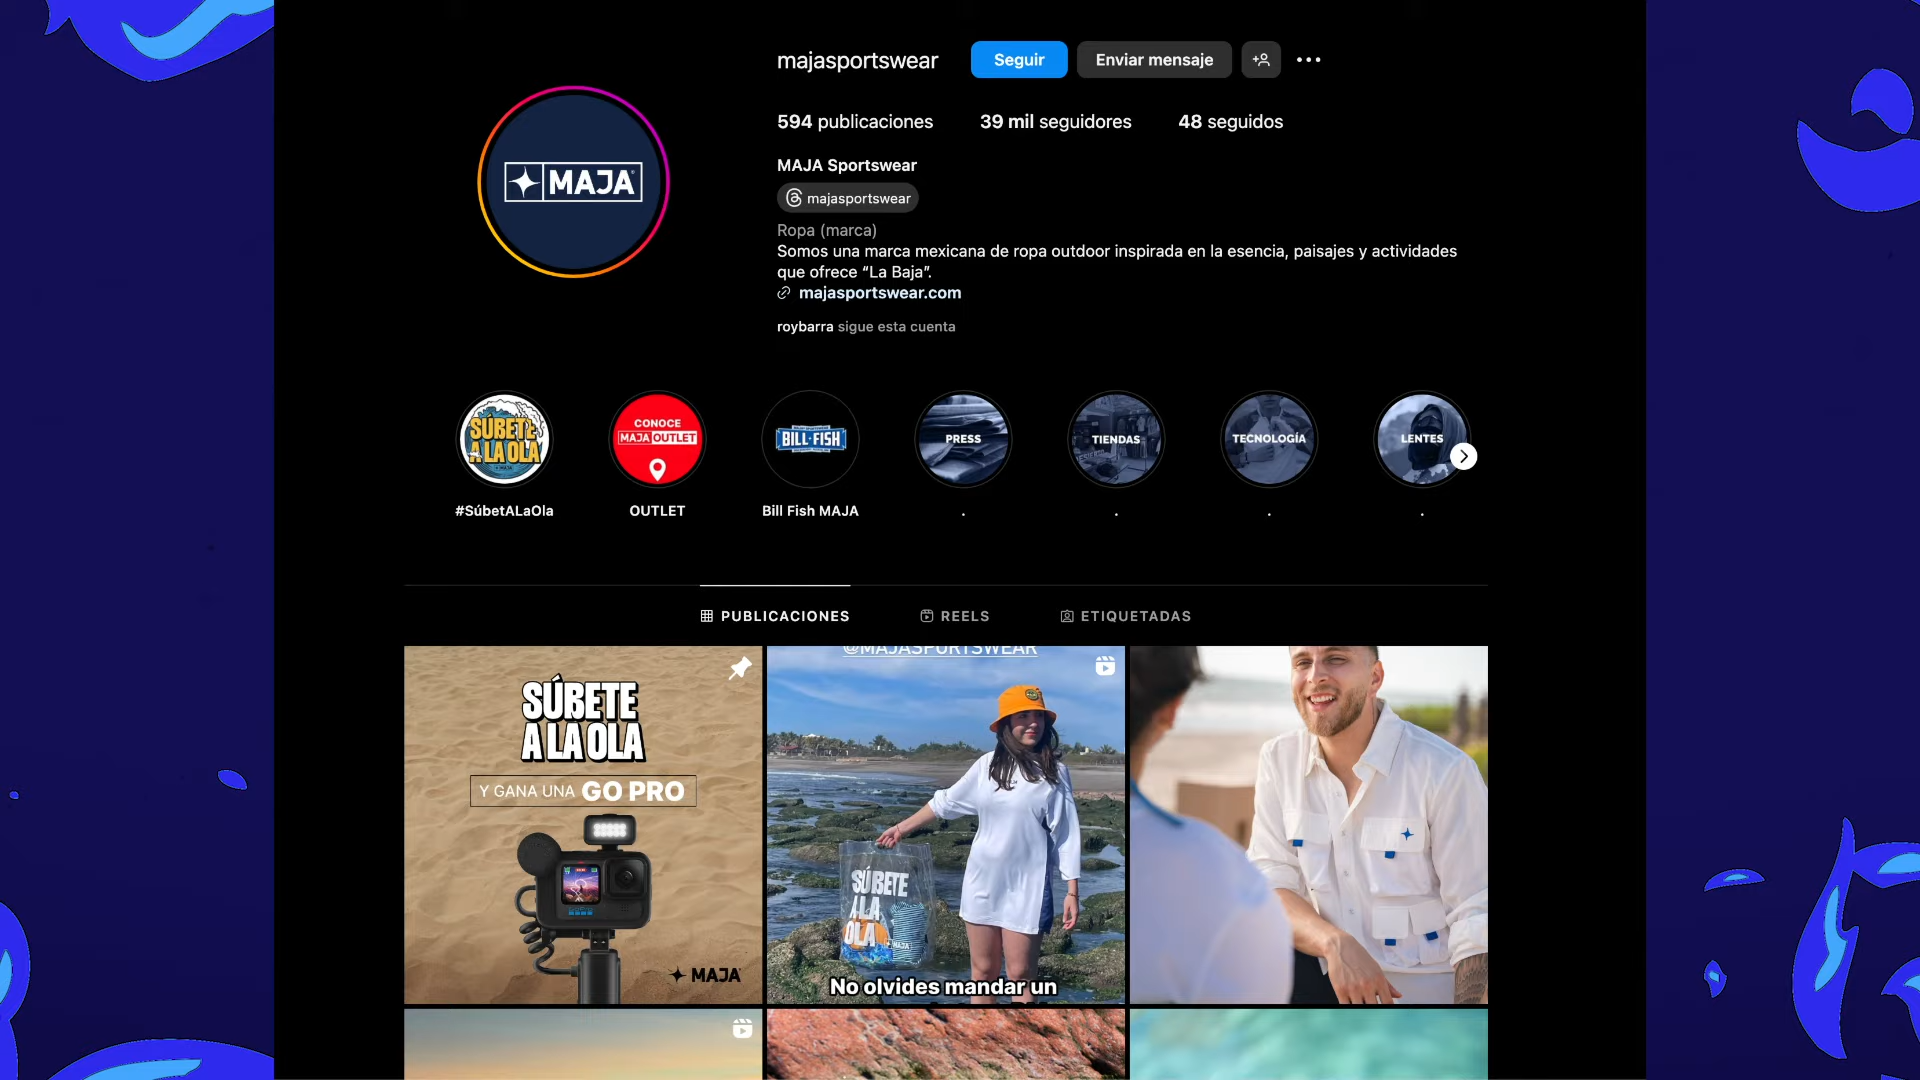 majasportswear
Seguir
Enviar mensaje
594 publicaciones
39 mil seguidores
48 seguidos
MAJA
MAJA Sportswear
majasportswear
Ropa (marca)
Somos una marca mexicana de ropa outdoor inspirada en la esencia, paisajes y actividades
que ofrece “La Baja”.
majasportswear.com
roybarra sigue esta cuenta
SÚBETE
A LA OLA
CONOCE
MAJA OUTLET
BILL·FISH
PRESS
TIENDAS
TECNOLOGÍA
LENTES
#SúbetALaOla
OUTLET
Bill Fish MAJA
.
.
.
.
PUBLICACIONES
REELS
ETIQUETADAS
SÚBETE
A LA OLA
Y GANA UNA GO PRO
MAJA
@MAJASPORTSWEAR
SÚBETE
A LA
OLA
MAJA
No olvides mandar un